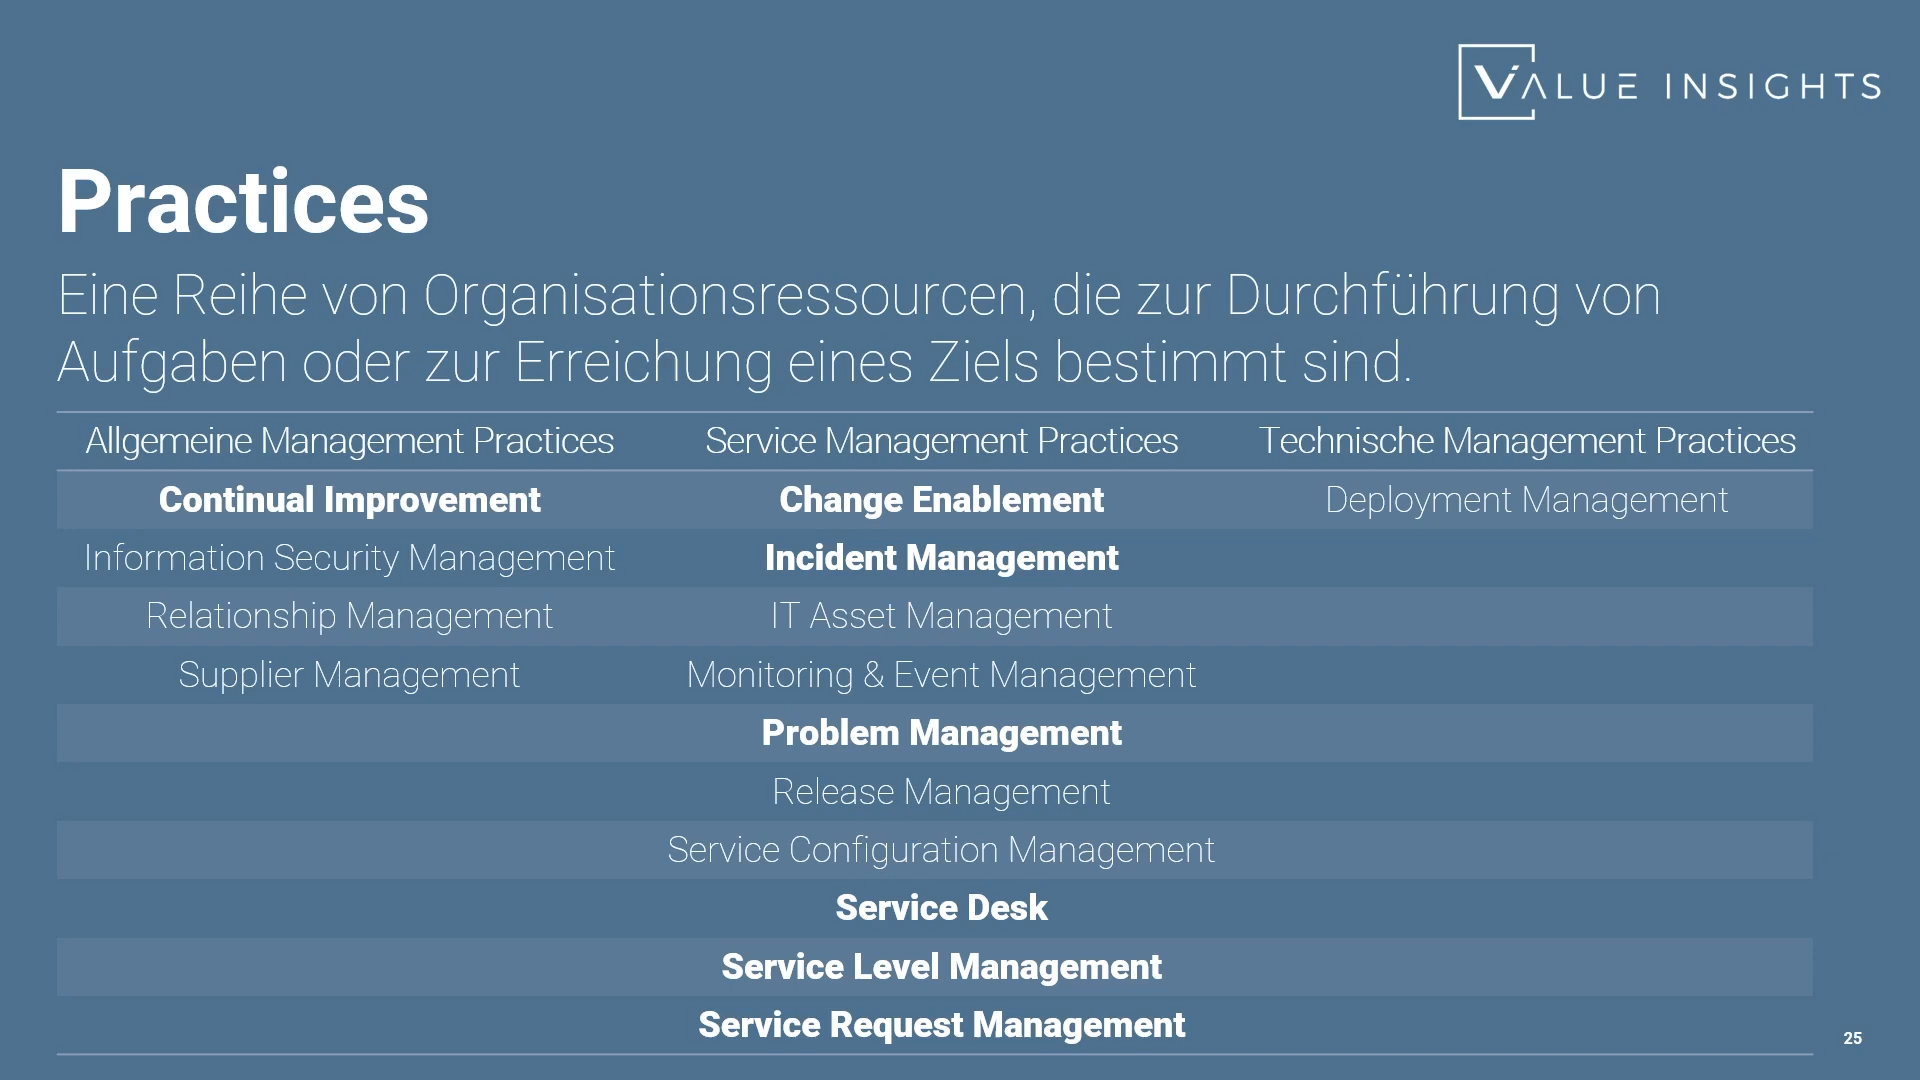 VALUE INSIGHTS
Practices
Eine Reihe von Organisationsressourcen, die zur Durchführung von
Aufgaben oder zur Erreichung eines Ziels bestimmt sind.
Allgemeine Management Practices Service Management Practices Technische Management Practices
Continual Improvement Change Enablement Deployment Management
Information Security Management Incident Management
Relationship Management IT Asset Management
Supplier Management Monitoring & Event Management
Problem Management
Release Management
Service Configuration Management
Service Desk
Service Level Management
Service Request Management
25